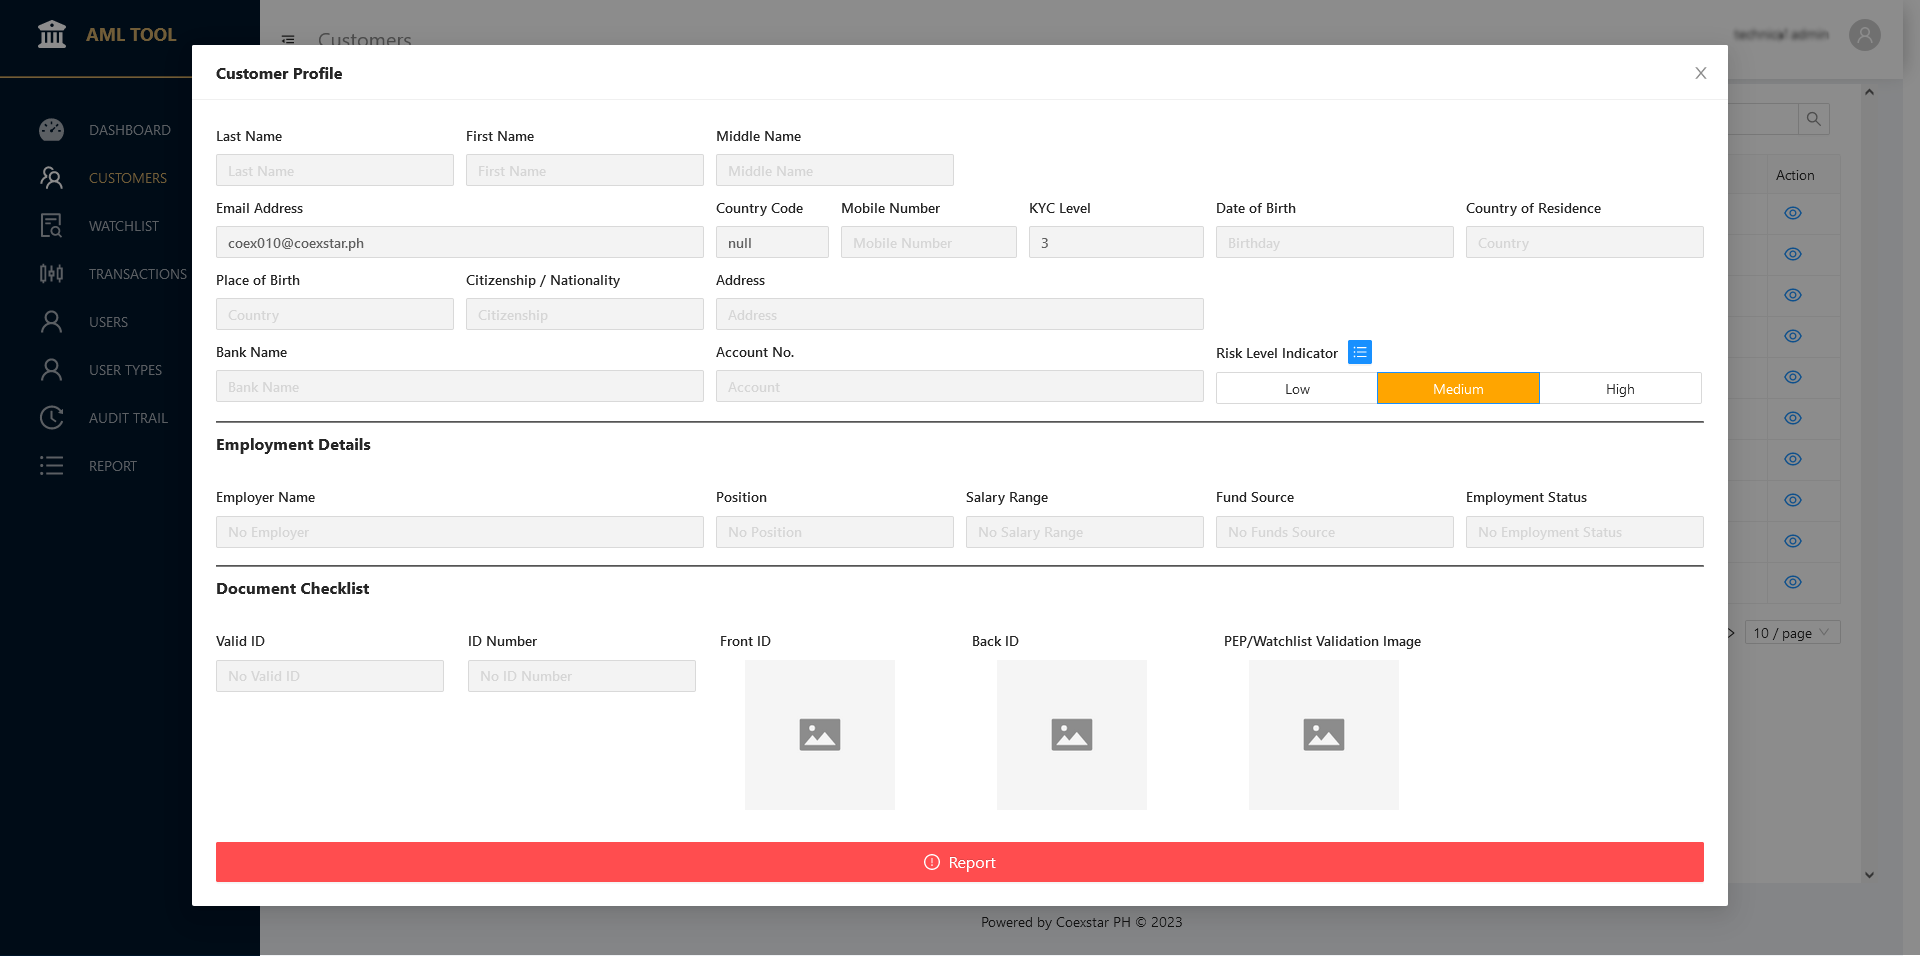 AML TOOL
Customers
technical admin
DASHBOARD
CUSTOMERS
WATCHLIST
TRANSACTIONS
USERS
USER TYPES
AUDIT TRAIL
REPORT
Customer Profile
Last Name First Name Middle Name
Last Name First Name Middle Name
Email Address Country Code Mobile Number KYC Level Date of Birth Country of Residence
coex010@coexstar.ph null Mobile Number 3 Birthday Country
Place of Birth Citizenship / Nationality Address
Country Citizenship Address
Bank Name Account No. Risk Level Indicator
Bank Name Account Low Medium High
Employment Details
Employer Name Position Salary Range Fund Source Employment Status
No Employer No Position No Salary Range No Funds Source No Employment Status
Document Checklist
Valid ID ID Number Front ID Back ID PEP/Watchlist Validation Image
No Valid ID No ID Number
Report
Action
10 / page
Powered by Coexstar PH © 2023